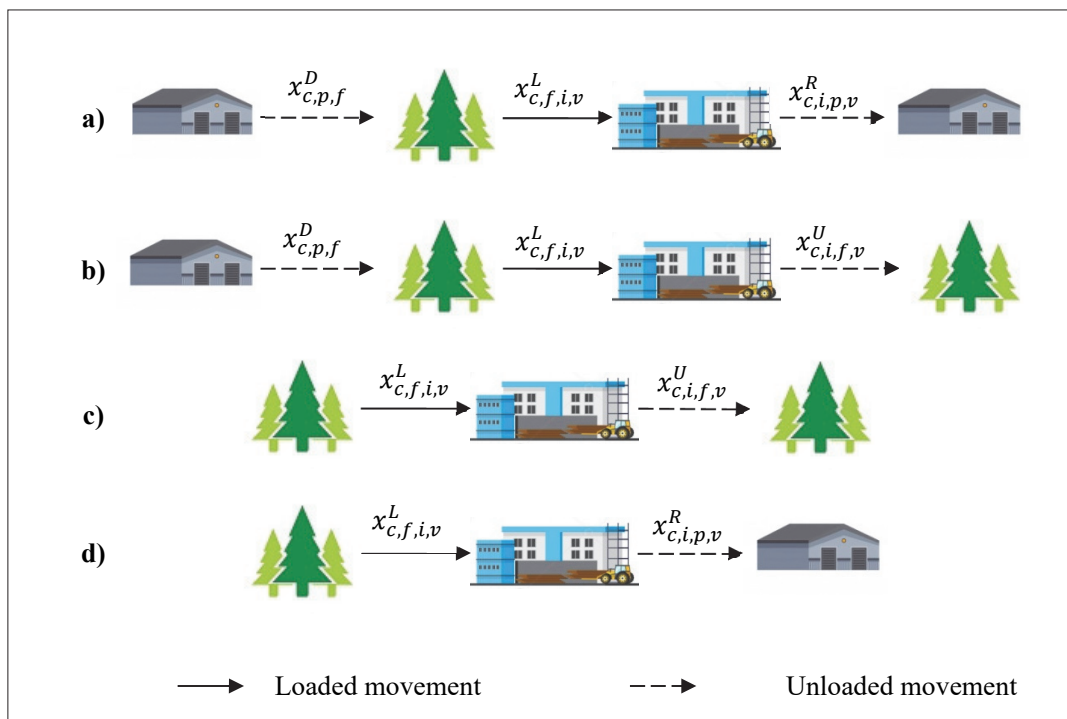 a) x^D_{c,p,f} x^L_{c,f,i,v} x^R_{c,i,p,v}
b) x^D_{c,p,f} x^L_{c,f,i,v} x^U_{c,i,f,v}
c) x^L_{c,f,i,v} x^U_{c,i,f,v}
d) x^L_{c,f,i,v} x^R_{c,i,p,v}
Loaded movement Unloaded movement